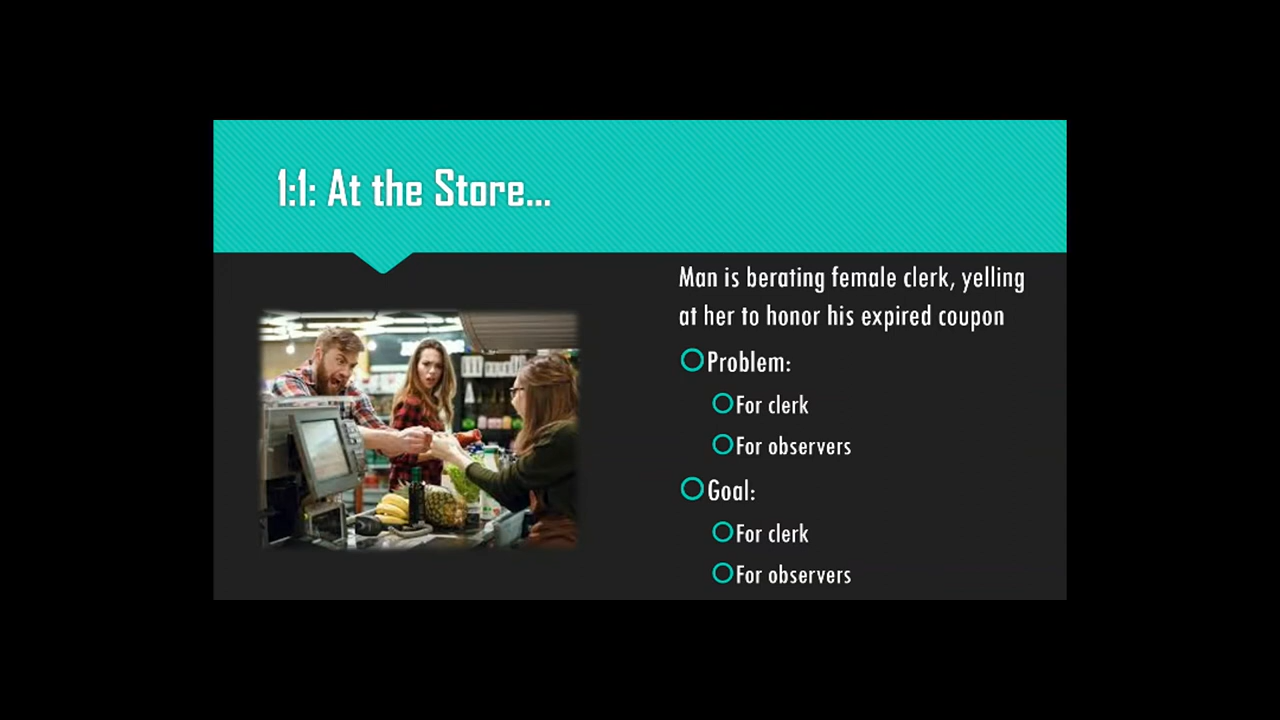 1:1: At the Store...
Man is berating female clerk, yelling
at her to honor his expired coupon
Problem:
For clerk
For observers
Goal:
For clerk
For observers